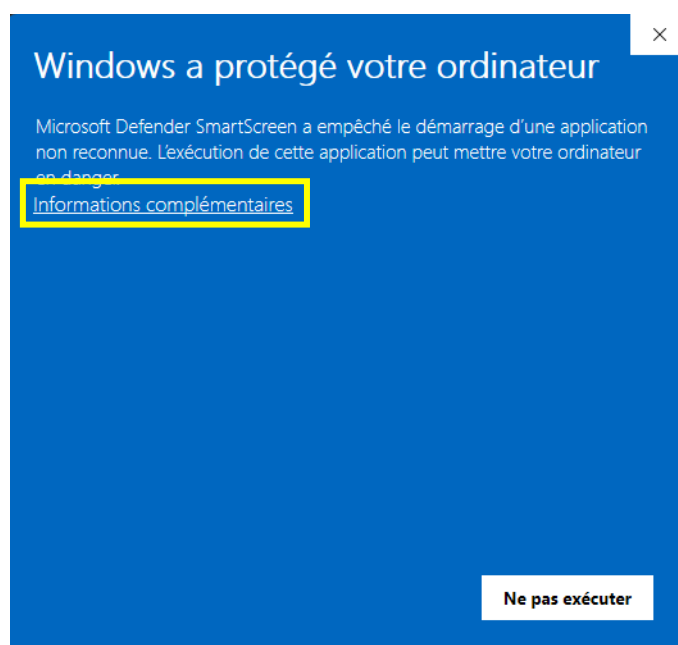 Windows a protégé votre ordinateur
Microsoft Defender SmartScreen a empêché le démarrage d’une application
non reconnue. L’exécution de cette application peut mettre votre ordinateur
en danger.
Informations complémentaires
Ne pas exécuter